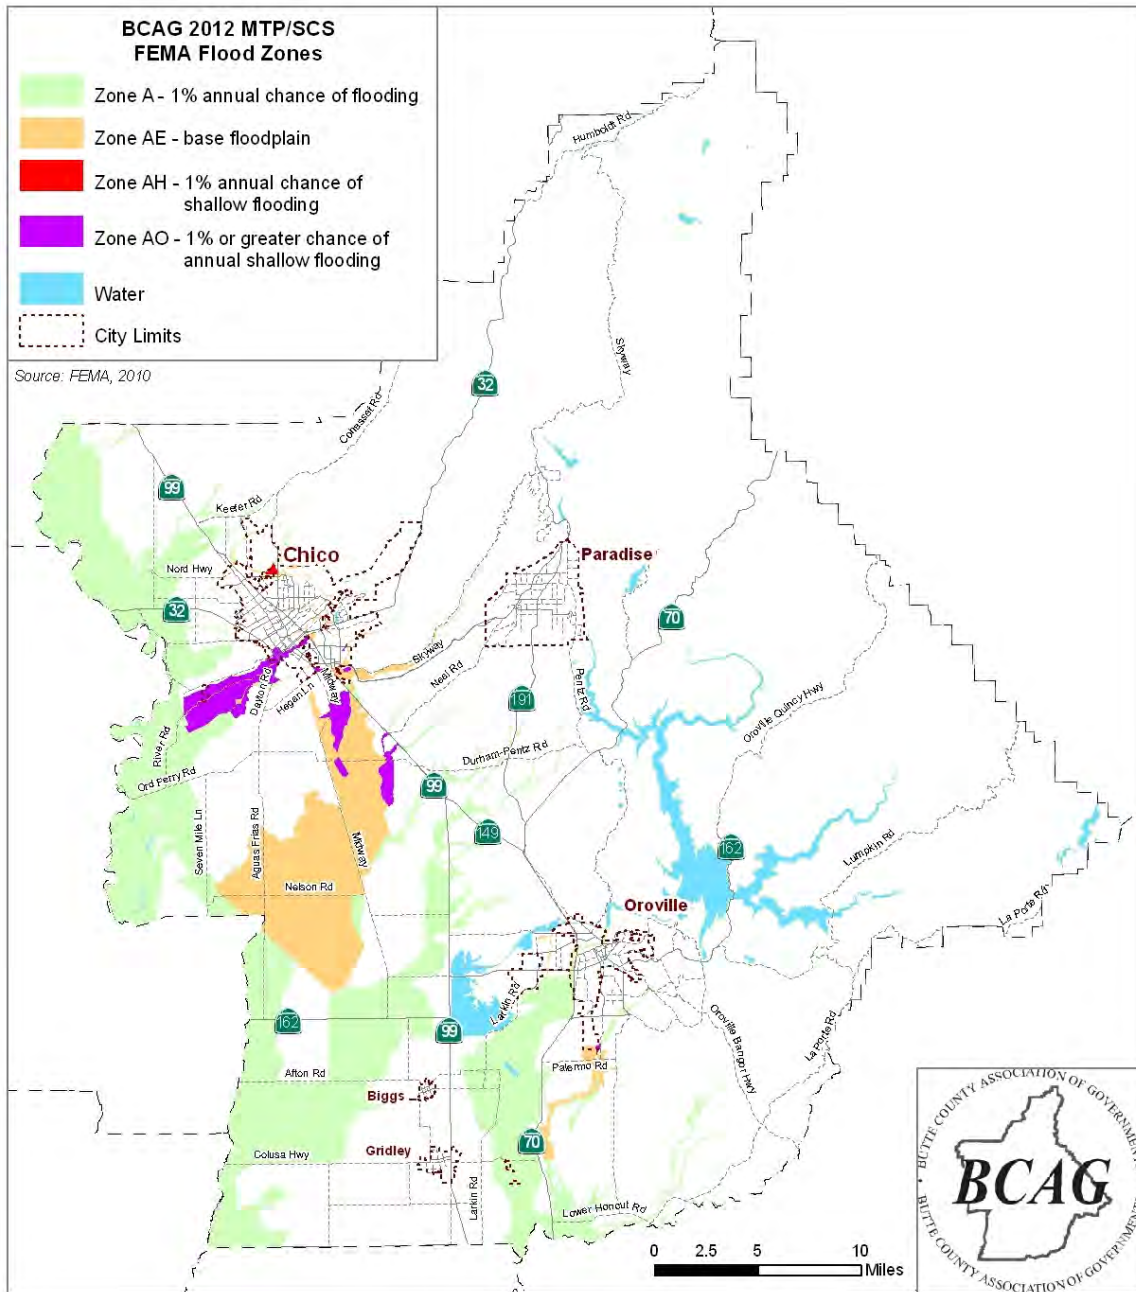 BCAG 2012 MTP/SCS
FEMA Flood Zones
Zone A - 1% annual chance of flooding
Zone AE - base floodplain
Zone AH - 1% annual chance of
shallow flooding
Zone AO - 1% or greater chance of
annual shallow flooding
Water
City Limits
Source: FEMA, 2010
Humboldt Rd
Skyway
32
Cohasset Rd
99
Keefer Rd
Chico
Paradise
Nord Hwy
32
70
Skyway
Neal Rd
Midway
Dayton Rd
Hegan Ln
191
Pentz Rd
Oroville Quincy Hwy
River Rd
Durham-Pentz Rd
Ord Ferry Rd
99
149
Seven Mile Ln
Aguas Frias Rd
Midway
162
Lumpkin Rd
Nelson Rd
Oroville
La Porte Rd
Larkin Rd
162
99
Oroville Bangor Hwy
La Porte Rd
Afton Rd
Palermo Rd
Biggs
Gridley
70
Colusa Hwy
Larkin Rd
Lower Honcut Rd
0 2.5 5 10
Miles
BUTTE COUNTY ASSOCIATION OF GOVERNMENTS
BCAG
BUTTE COUNTY ASSOCIATION OF GOVERNMENTS